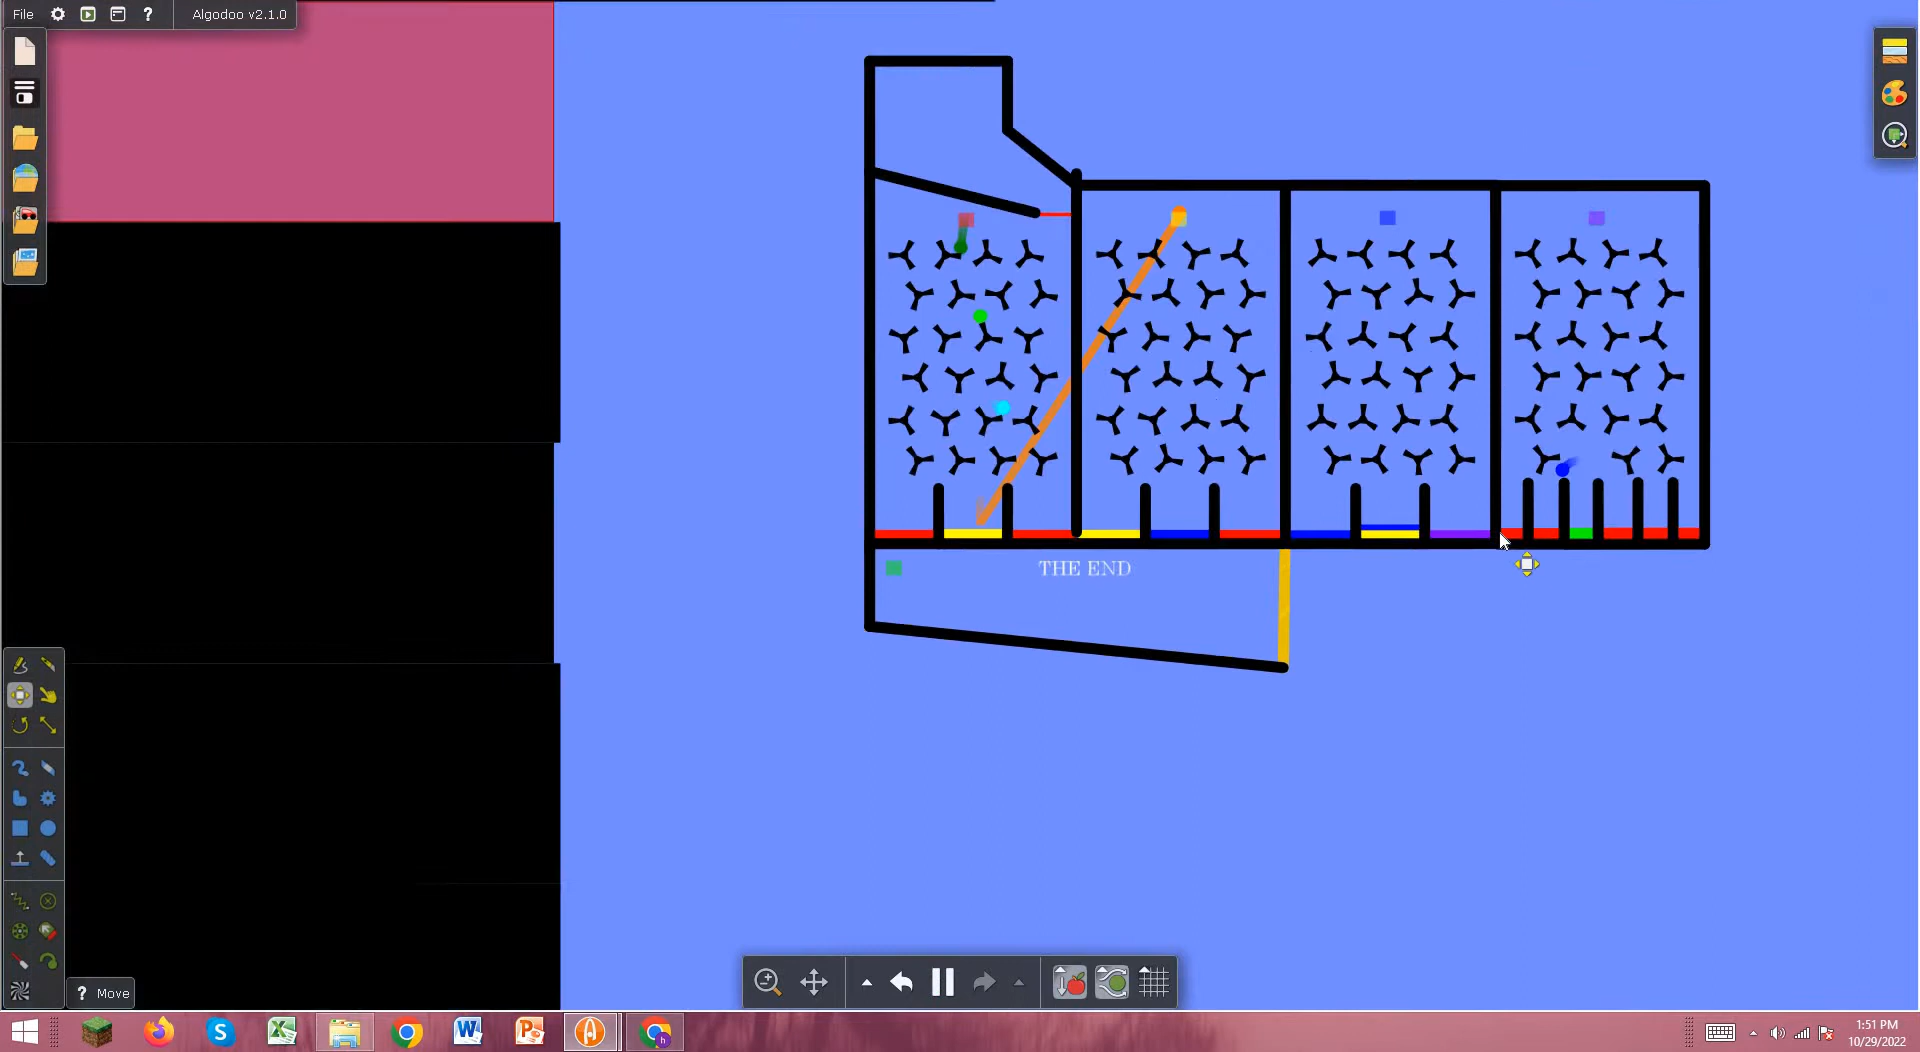 File
?
Algodoo v2.1.0
THE END
? Move
1:51 PM
10/29/2022